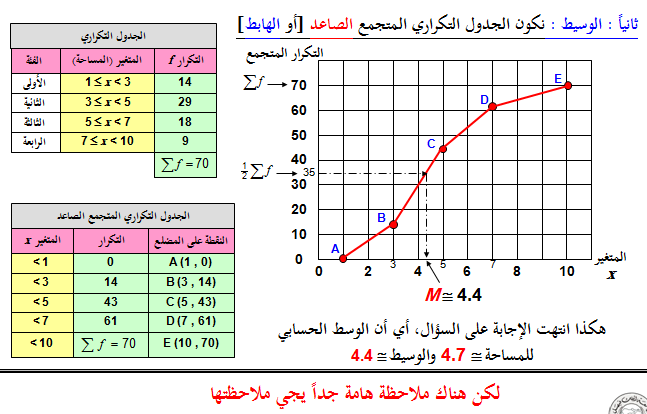 ثانياً : الوسيط : نكون الجدول التكراري المتجمع الصاعد [أو الهابط]
الجدول التكراري
الفئة المتغير (المساحة) التكرار f
الأولى 1 ≤ x < 3 14
الثانية 3 ≤ x < 5 29
الثالثة 5 ≤ x < 7 18
الرابعة 7 ≤ x < 10 9
∑ f = 70
التكرار المتجمع
∑ f → 70
60
50
40
½ ∑ f → 35
30
20
10
0
0 2 3 4 5 6 7 8 10
A
B
C
D
E
المتغير
x
M ≅ 4.4
الجدول التكراري المتجمع الصاعد
المتغير x التكرار النقطة على المضلع
< 1 0 A (1 , 0)
< 3 14 B (3 , 14)
< 5 43 C (5 , 43)
< 7 61 D (7 , 61)
< 10 ∑ f = 70 E (10 , 70)
هكذا انتهت الإجابة على السؤال, أي أن الوسط الحسابي
للمساحة ≅ 4.7 والوسيط ≅ 4.4
لكن هناك ملاحظة هامة جداً يجي ملاحظتها